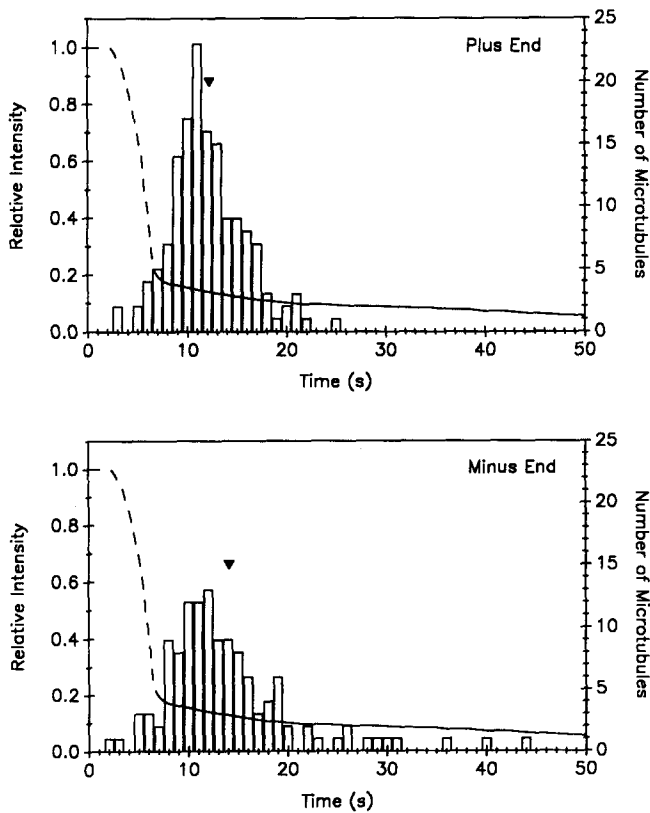 Plus End
Relative Intensity
1.0
0.8
0.6
0.4
0.2
0.0
25
20
15
10
5
0
Number of Microtubules
0 10 20 30 40 50
Time (s)
Minus End
Relative Intensity
1.0
0.8
0.6
0.4
0.2
0.0
25
20
15
10
5
0
Number of Microtubules
0 10 20 30 40 50
Time (s)